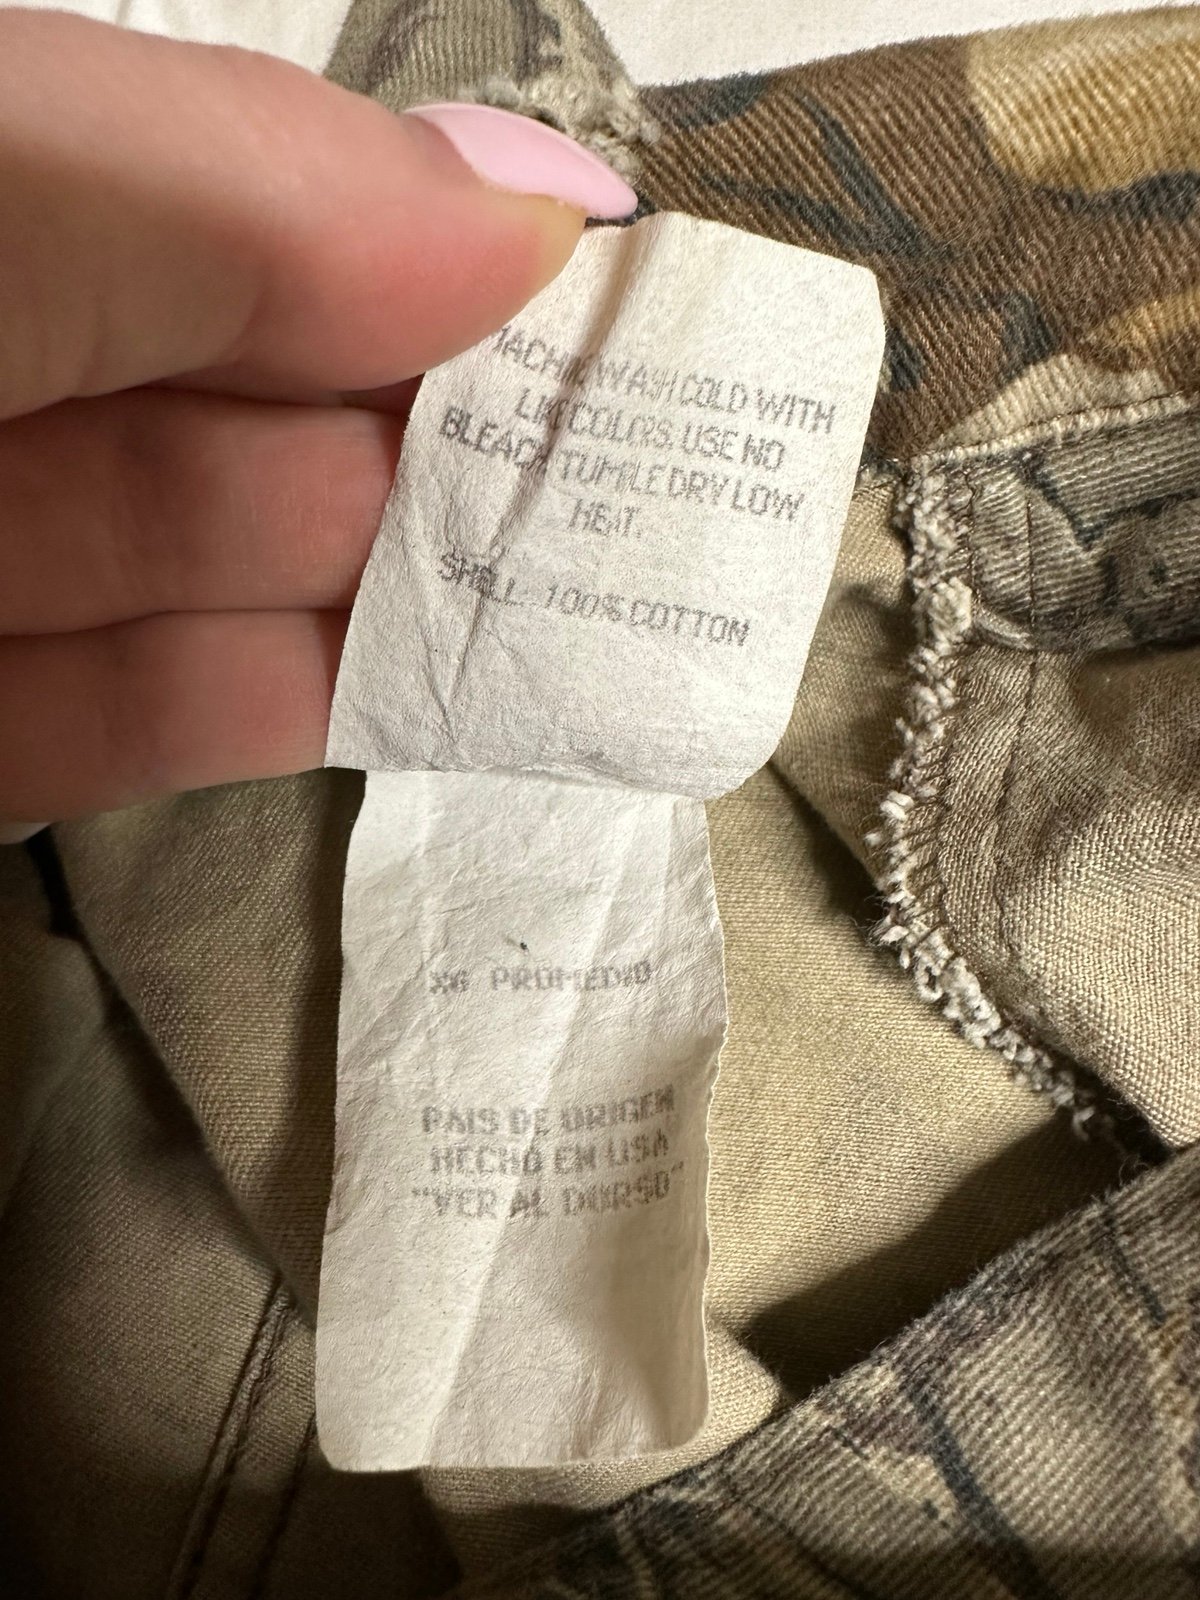 MACHINE WASH COLD WITH
LIKE COLORS. USE NO
BLEACH TUMBLE DRY LOW
HEAT.
SHELL: 100% COTTON
XG PROMEDIO
PAIS DE ORIGEN
HECHO EN USA
"VER AL DORSO"